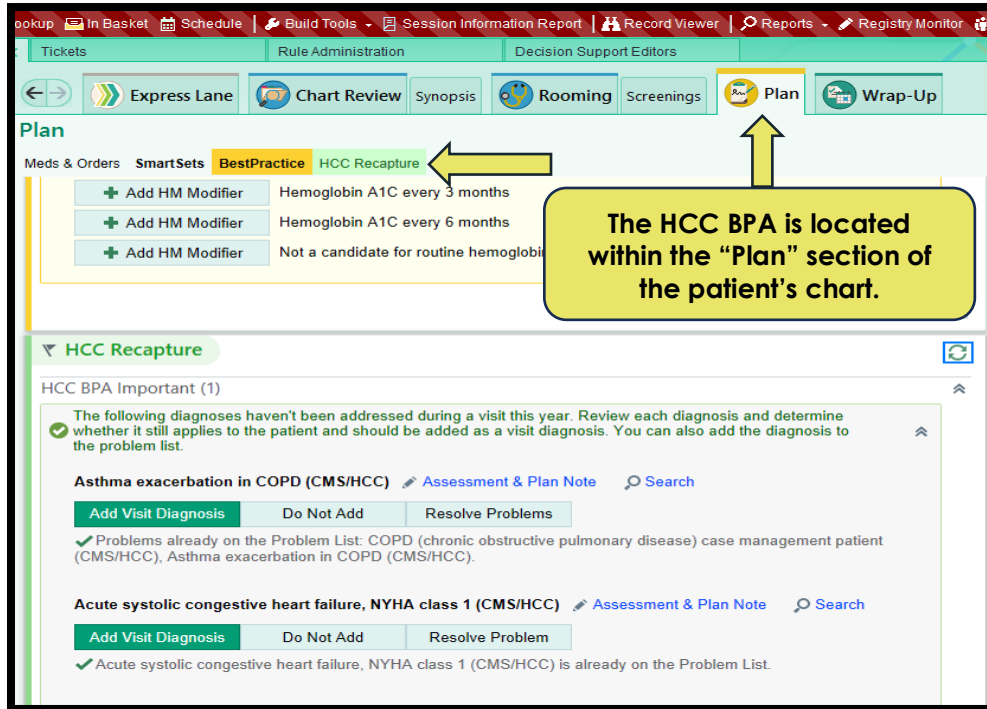 ookup In Basket Schedule Build Tools Session Information Report Record Viewer Reports Registry Monitor
Tickets Rule Administration Decision Support Editors
Express Lane Chart Review Synopsis Rooming Screenings Plan Wrap-Up
Plan
Meds & Orders SmartSets BestPractice HCC Recapture
Add HM Modifier Hemoglobin A1C every 3 months
Add HM Modifier Hemoglobin A1C every 6 months
Add HM Modifier Not a candidate for routine hemoglobin
The HCC BPA is located
within the “Plan” section of
the patient’s chart.
HCC Recapture
HCC BPA Important (1)
The following diagnoses haven't been addressed during a visit this year. Review each diagnosis and determine
whether it still applies to the patient and should be added as a visit diagnosis. You can also add the diagnosis to
the problem list.
Asthma exacerbation in COPD (CMS/HCC) Assessment & Plan Note Search
Add Visit Diagnosis Do Not Add Resolve Problems
Problems already on the Problem List: COPD (chronic obstructive pulmonary disease) case management patient
(CMS/HCC), Asthma exacerbation in COPD (CMS/HCC).
Acute systolic congestive heart failure, NYHA class 1 (CMS/HCC) Assessment & Plan Note Search
Add Visit Diagnosis Do Not Add Resolve Problem
Acute systolic congestive heart failure, NYHA class 1 (CMS/HCC) is already on the Problem List.